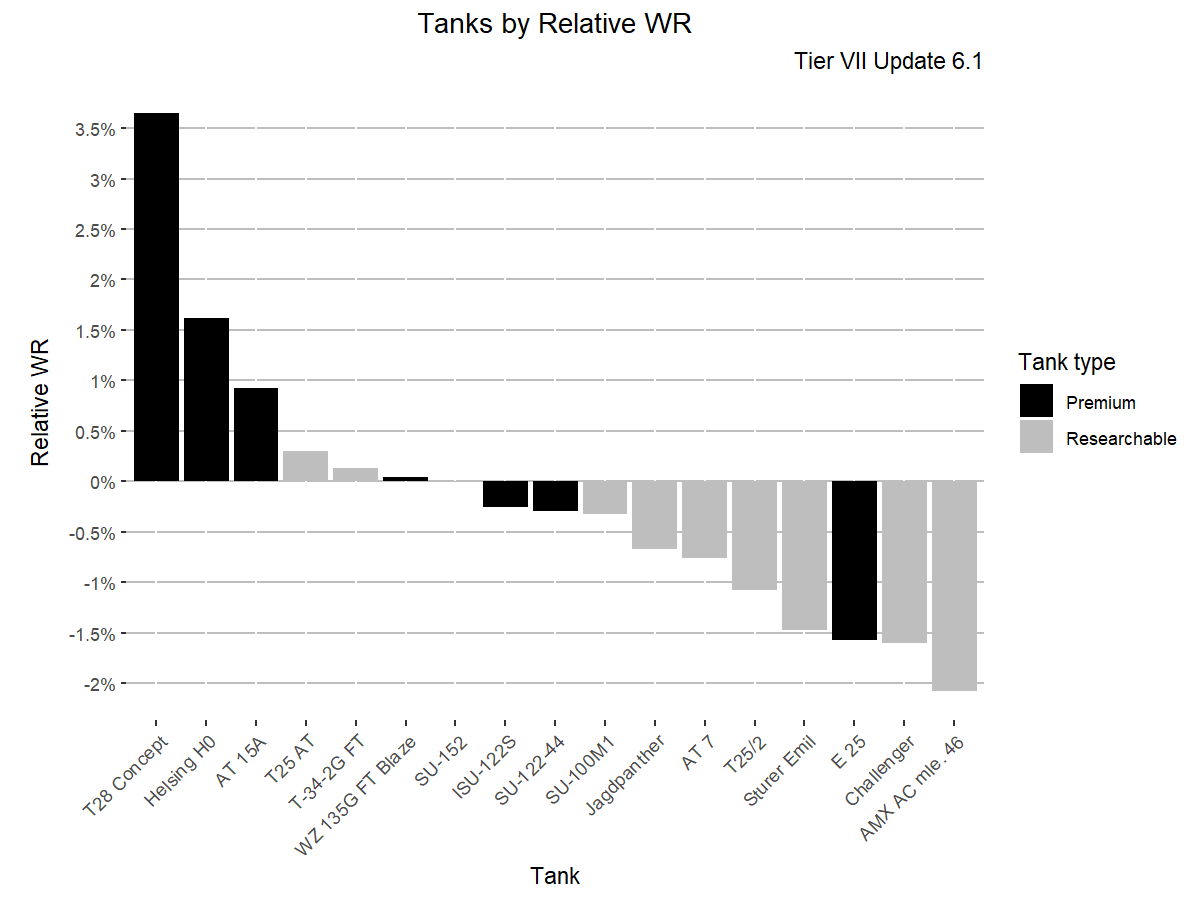 Tanks by Relative WR
Tier VII Update 6.1
Relative WR
3.5%
3%
2.5%
2%
1.5%
1%
0.5%
0%
-0.5%
-1%
-1.5%
-2%
T28 Concept
Helsing H0
AT 15A
T25 AT
T-34-2G FT
WZ 135G FT Blaze
SU-152
ISU-122S
SU-122-44
SU-100M1
Jagdpanther
AT 7
T25/2
Sturer Emil
E 25
Challenger
AMX AC mle. 46
Tank
Tank type
Premium
Researchable